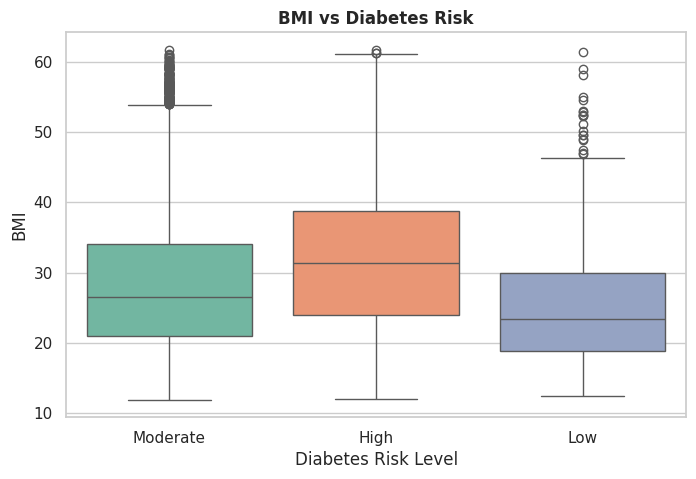 BMI vs Diabetes Risk
BMI
60
50
40
30
20
10
Moderate
High
Low
Diabetes Risk Level